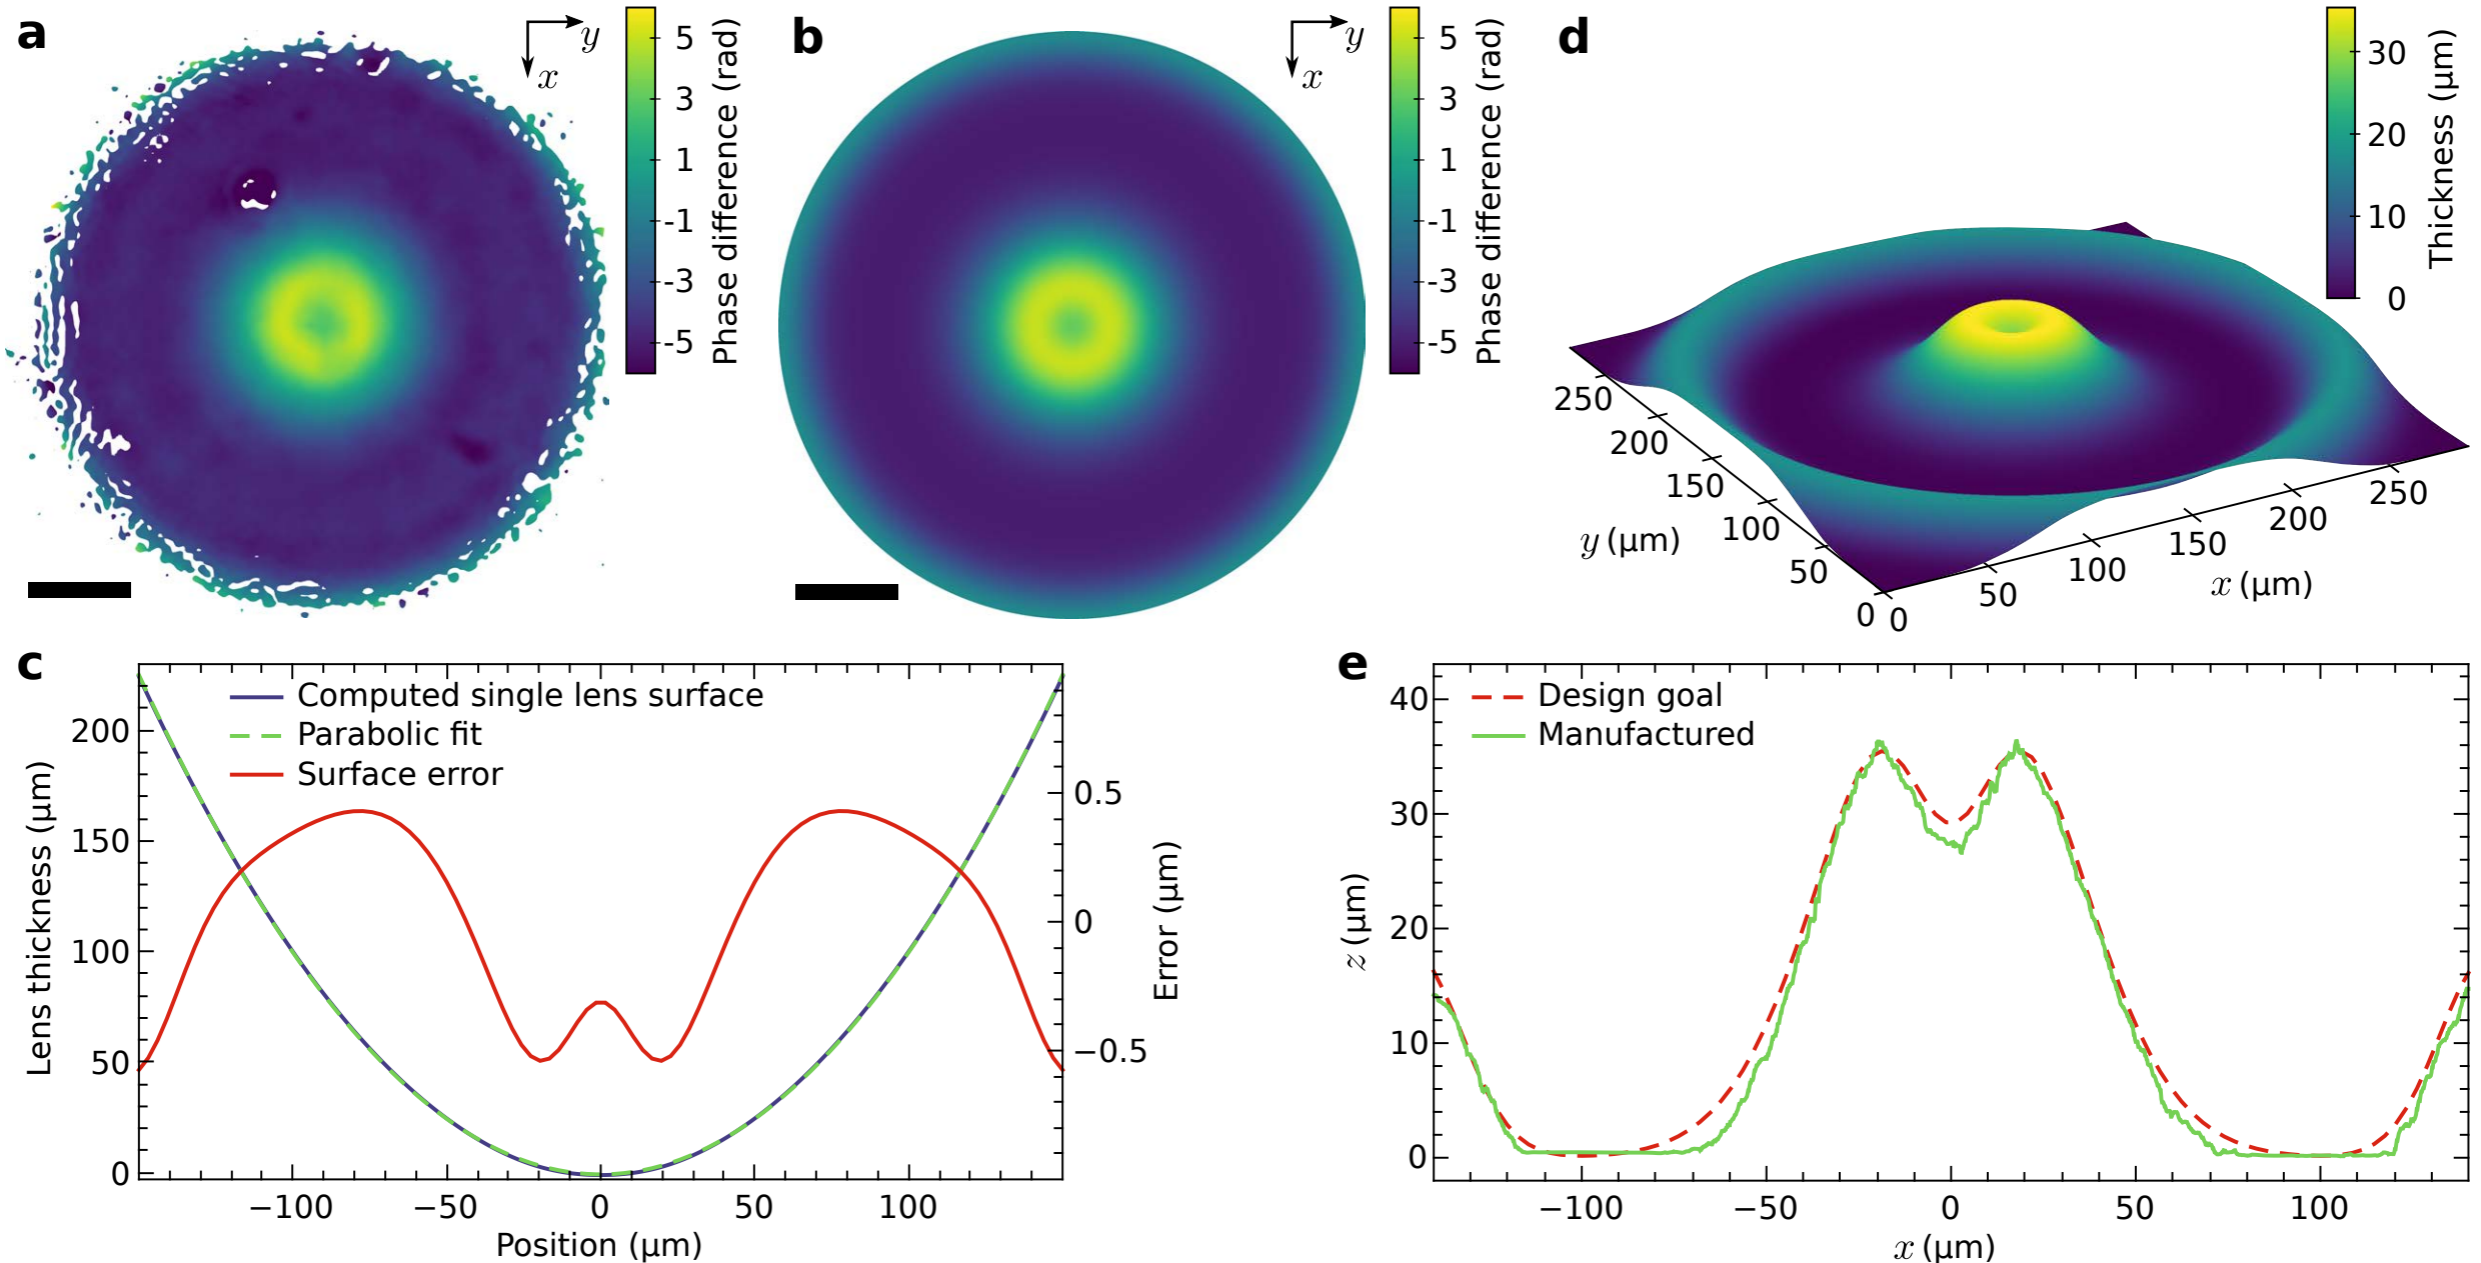 a
y
x
5
3
1
-1
-3
-5
Phase difference (rad)
b
y
x
5
3
1
-1
-3
-5
Phase difference (rad)
d
30
20
10
0
Thickness (μm)
250
200
150
100
50
0
y (μm)
0
50
100
150
200
250
x (μm)
c
Computed single lens surface
Parabolic fit
Surface error
200
150
100
50
0
Lens thickness (μm)
0.5
0
−0.5
Error (μm)
−100 −50 0 50 100
Position (μm)
e
Design goal
Manufactured
40
30
20
10
0
z (μm)
−100 −50 0 50 100
x (μm)